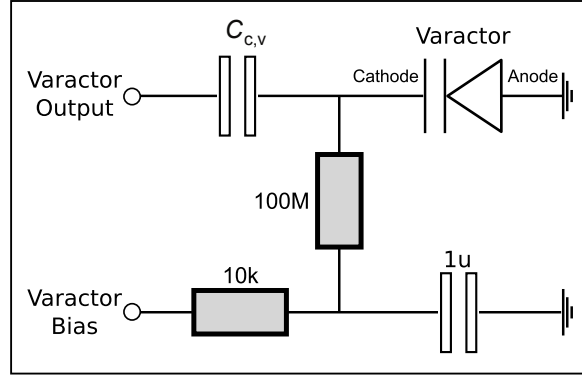 C_c,v
Varactor
Varactor
Output
Cathode
Anode
100M
10k
1u
Varactor
Bias